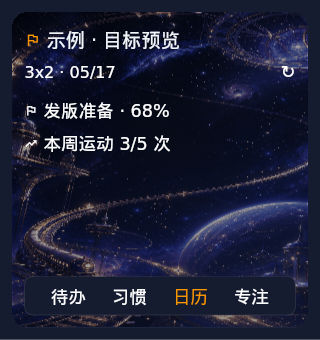 示例 · 目标预览
3x2 · 05/17 ↻
发版准备 · 68%
本周运动 3/5 次
待办 习惯 日历 专注